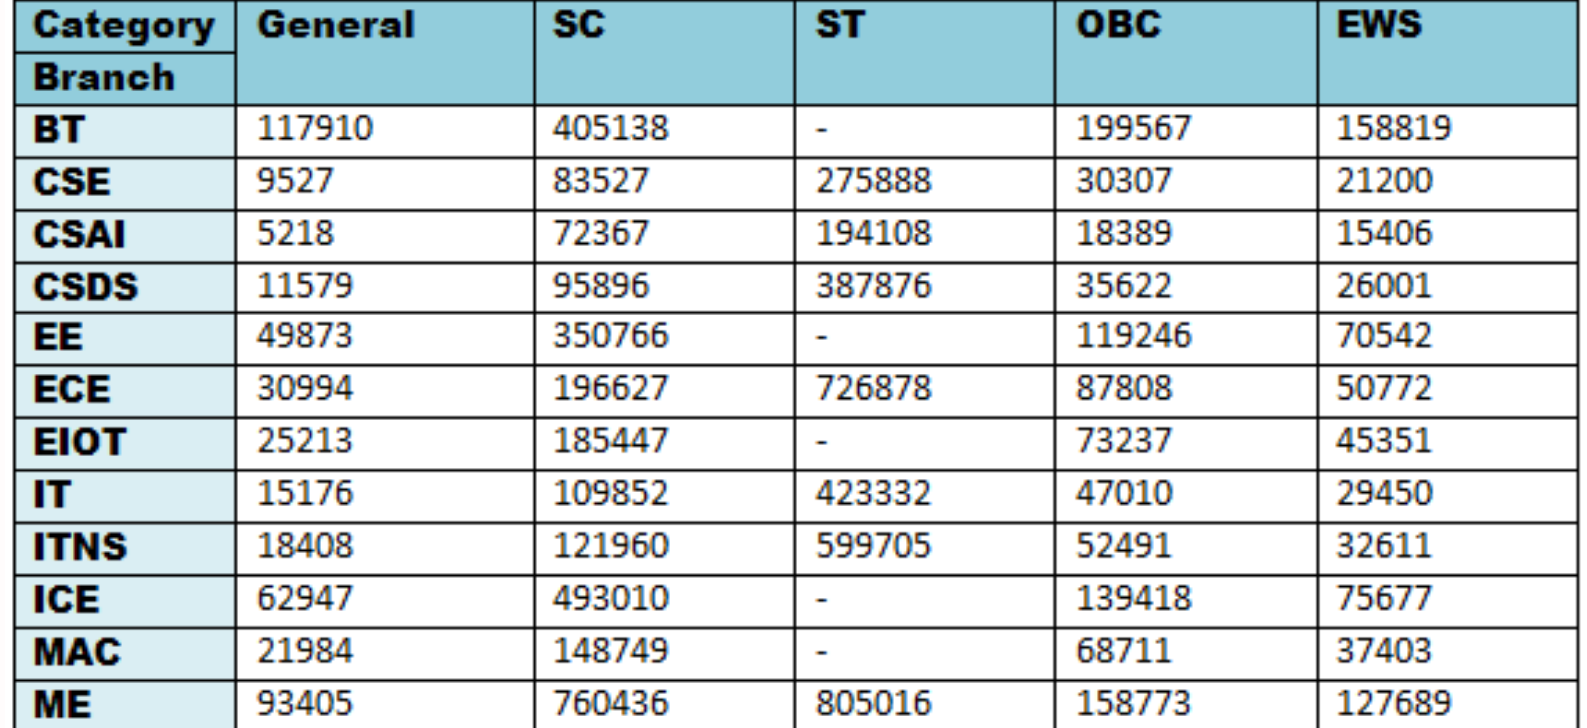 Category General SC ST OBC EWS
Branch
BT 117910 405138 - 199567 158819
CSE 9527 83527 275888 30307 21200
CSAI 5218 72367 194108 18389 15406
CSDS 11579 95896 387876 35622 26001
EE 49873 350766 - 119246 70542
ECE 30994 196627 726878 87808 50772
EIOT 25213 185447 - 73237 45351
IT 15176 109852 423332 47010 29450
ITNS 18408 121960 599705 52491 32611
ICE 62947 493010 - 139418 75677
MAC 21984 148749 - 68711 37403
ME 93405 760436 805016 158773 127689